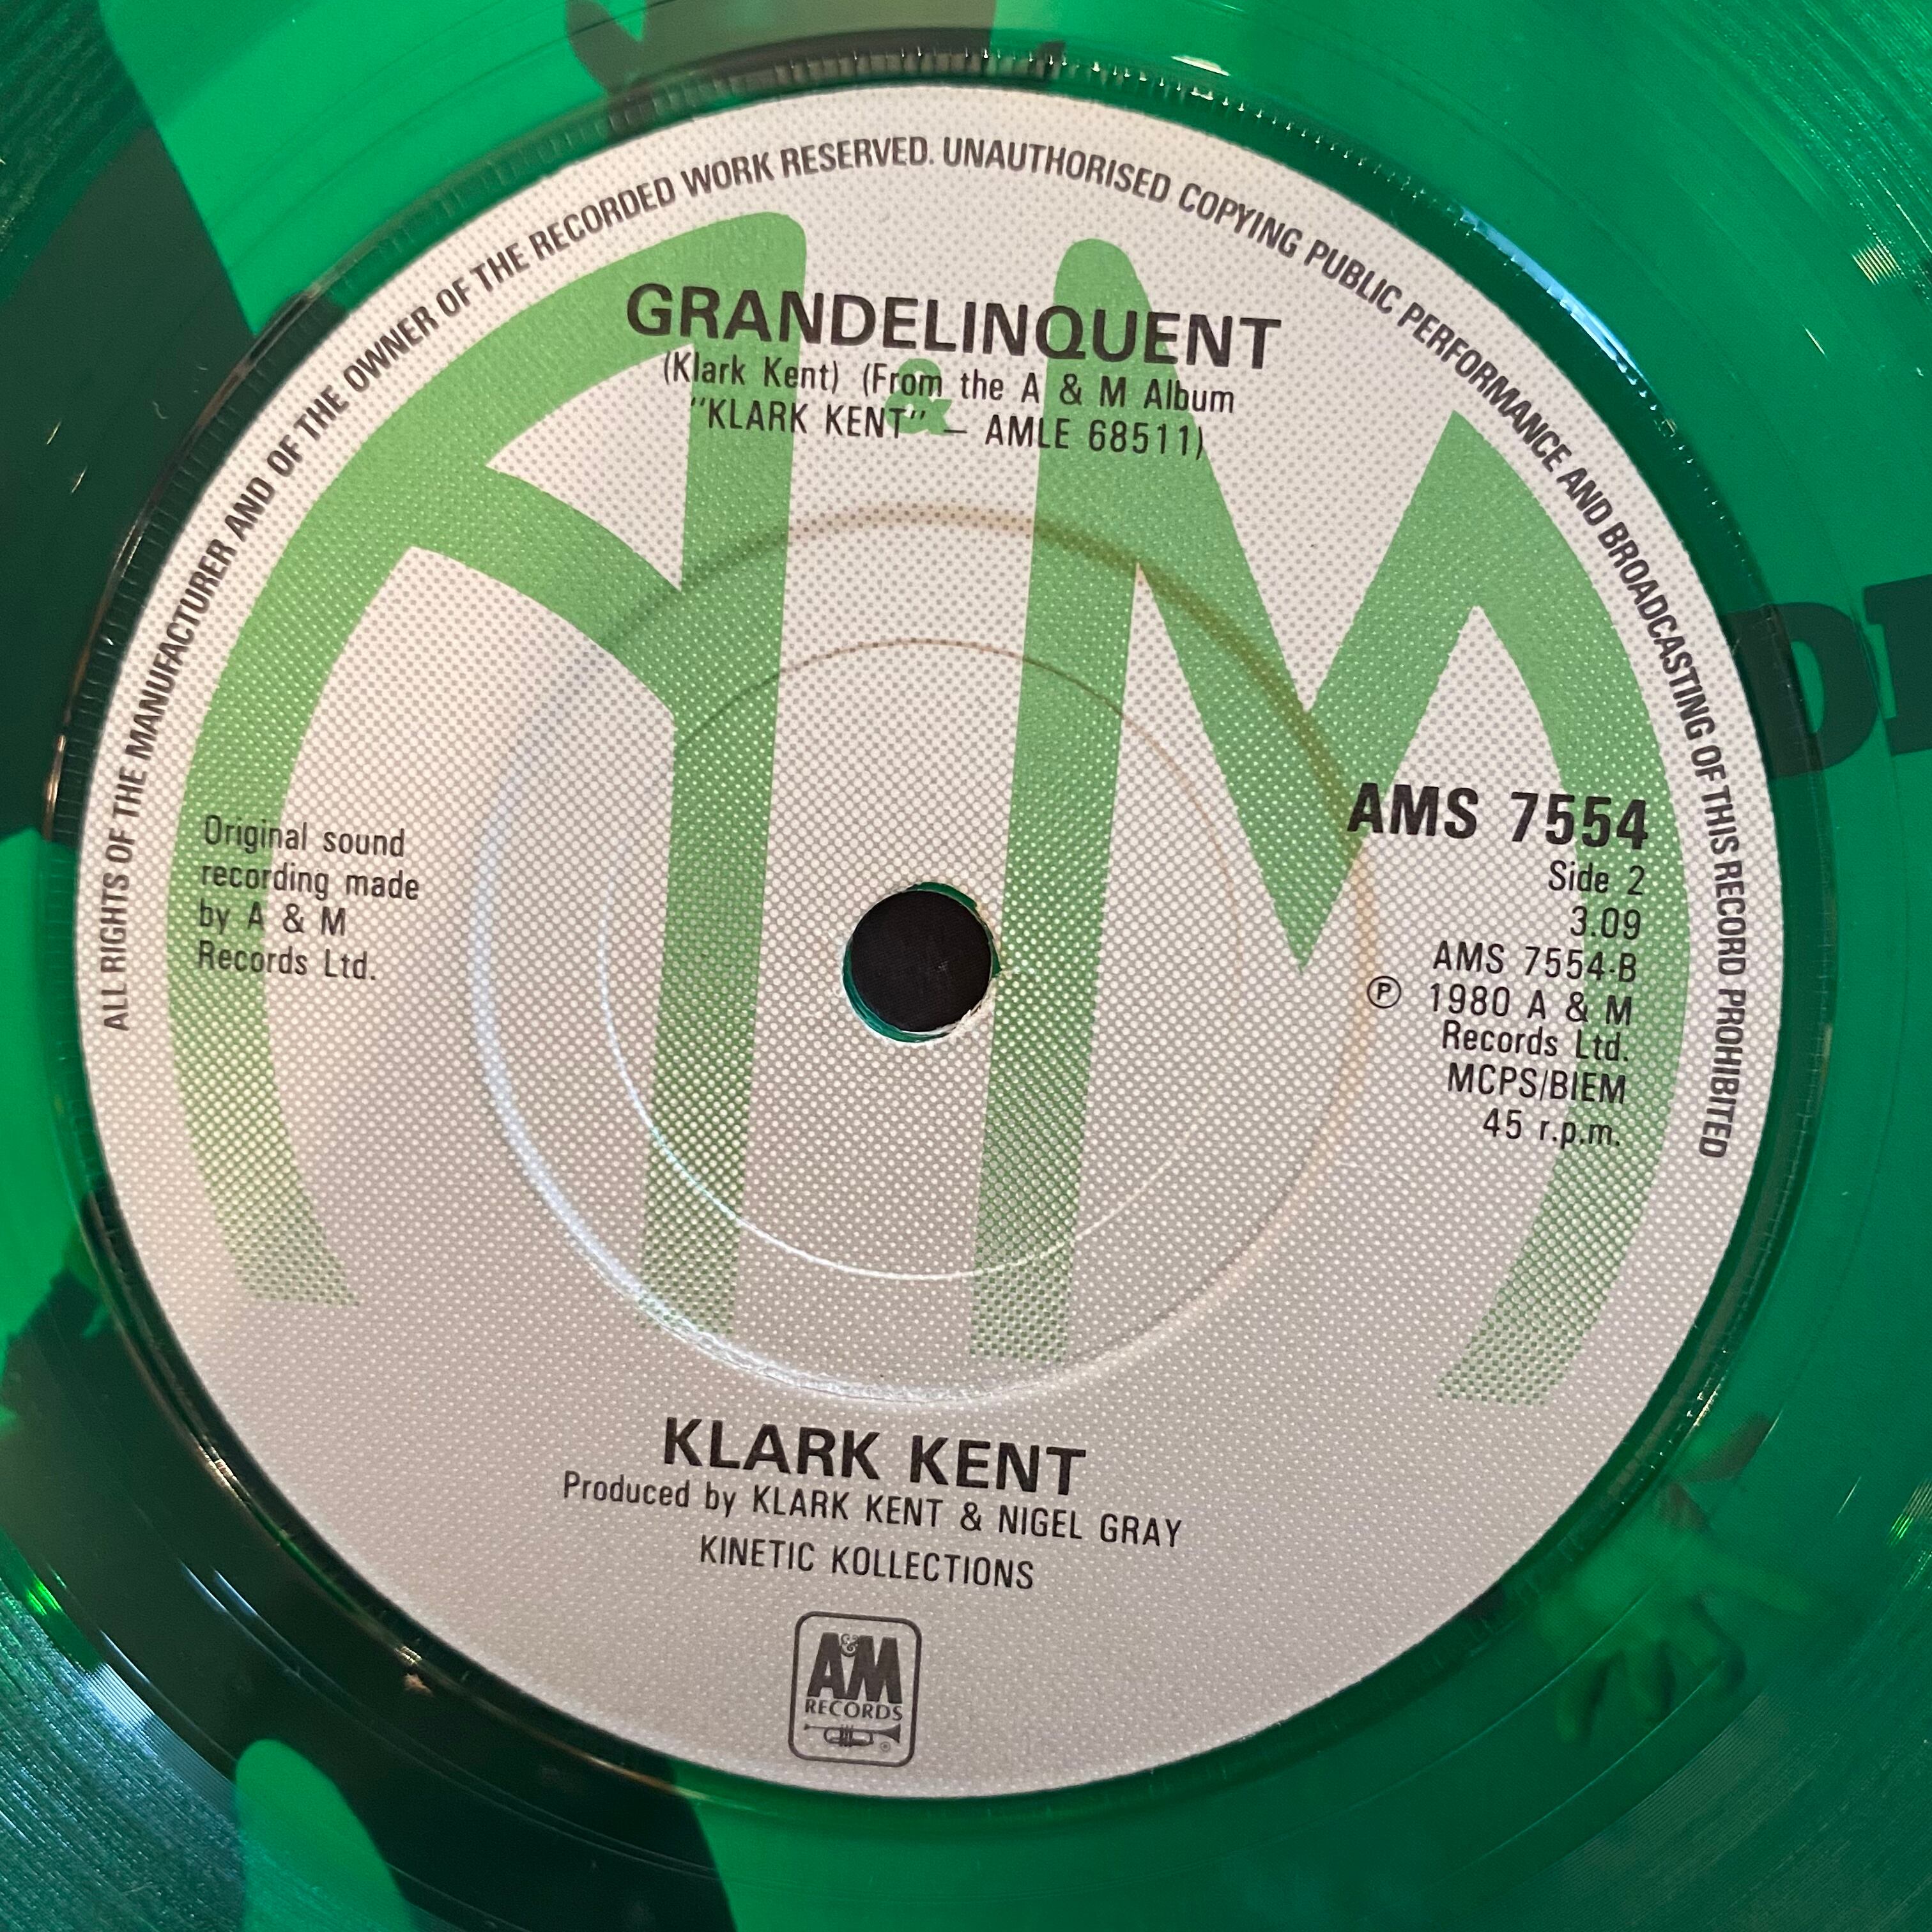 ALL RIGHTS OF THE MANUFACTURER AND OF THE OWNER OF THE RECORDED WORK RESERVED. UNAUTHORISED COPYING PUBLIC PERFORMANCE AND BROADCASTING OF THIS RECORD PROHIBITED
GRANDELINQUENT
(Klark Kent) (From the A & M Album
"KLARK KENT" – AMLE 68511)
A&M
Original sound
recording made
by A & M
Records Ltd.
AMS 7554
Side 2
3.09
AMS 7554-B
Ⓟ 1980 A & M
Records Ltd.
MCPS/BIEM
45 r.p.m.
KLARK KENT
Produced by KLARK KENT & NIGEL GRAY
KINETIC KOLLECTIONS
A&M
RECORDS
®